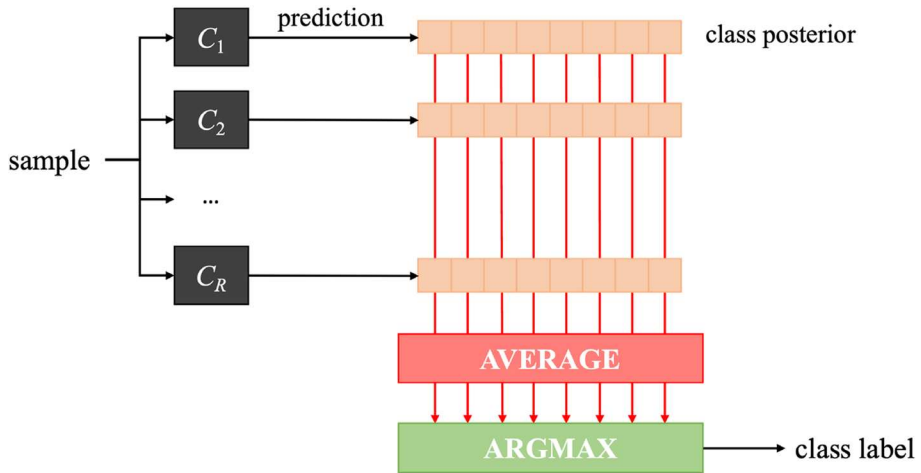 C1 prediction class posterior
C2
sample
...
CR
AVERAGE
ARGMAX class label